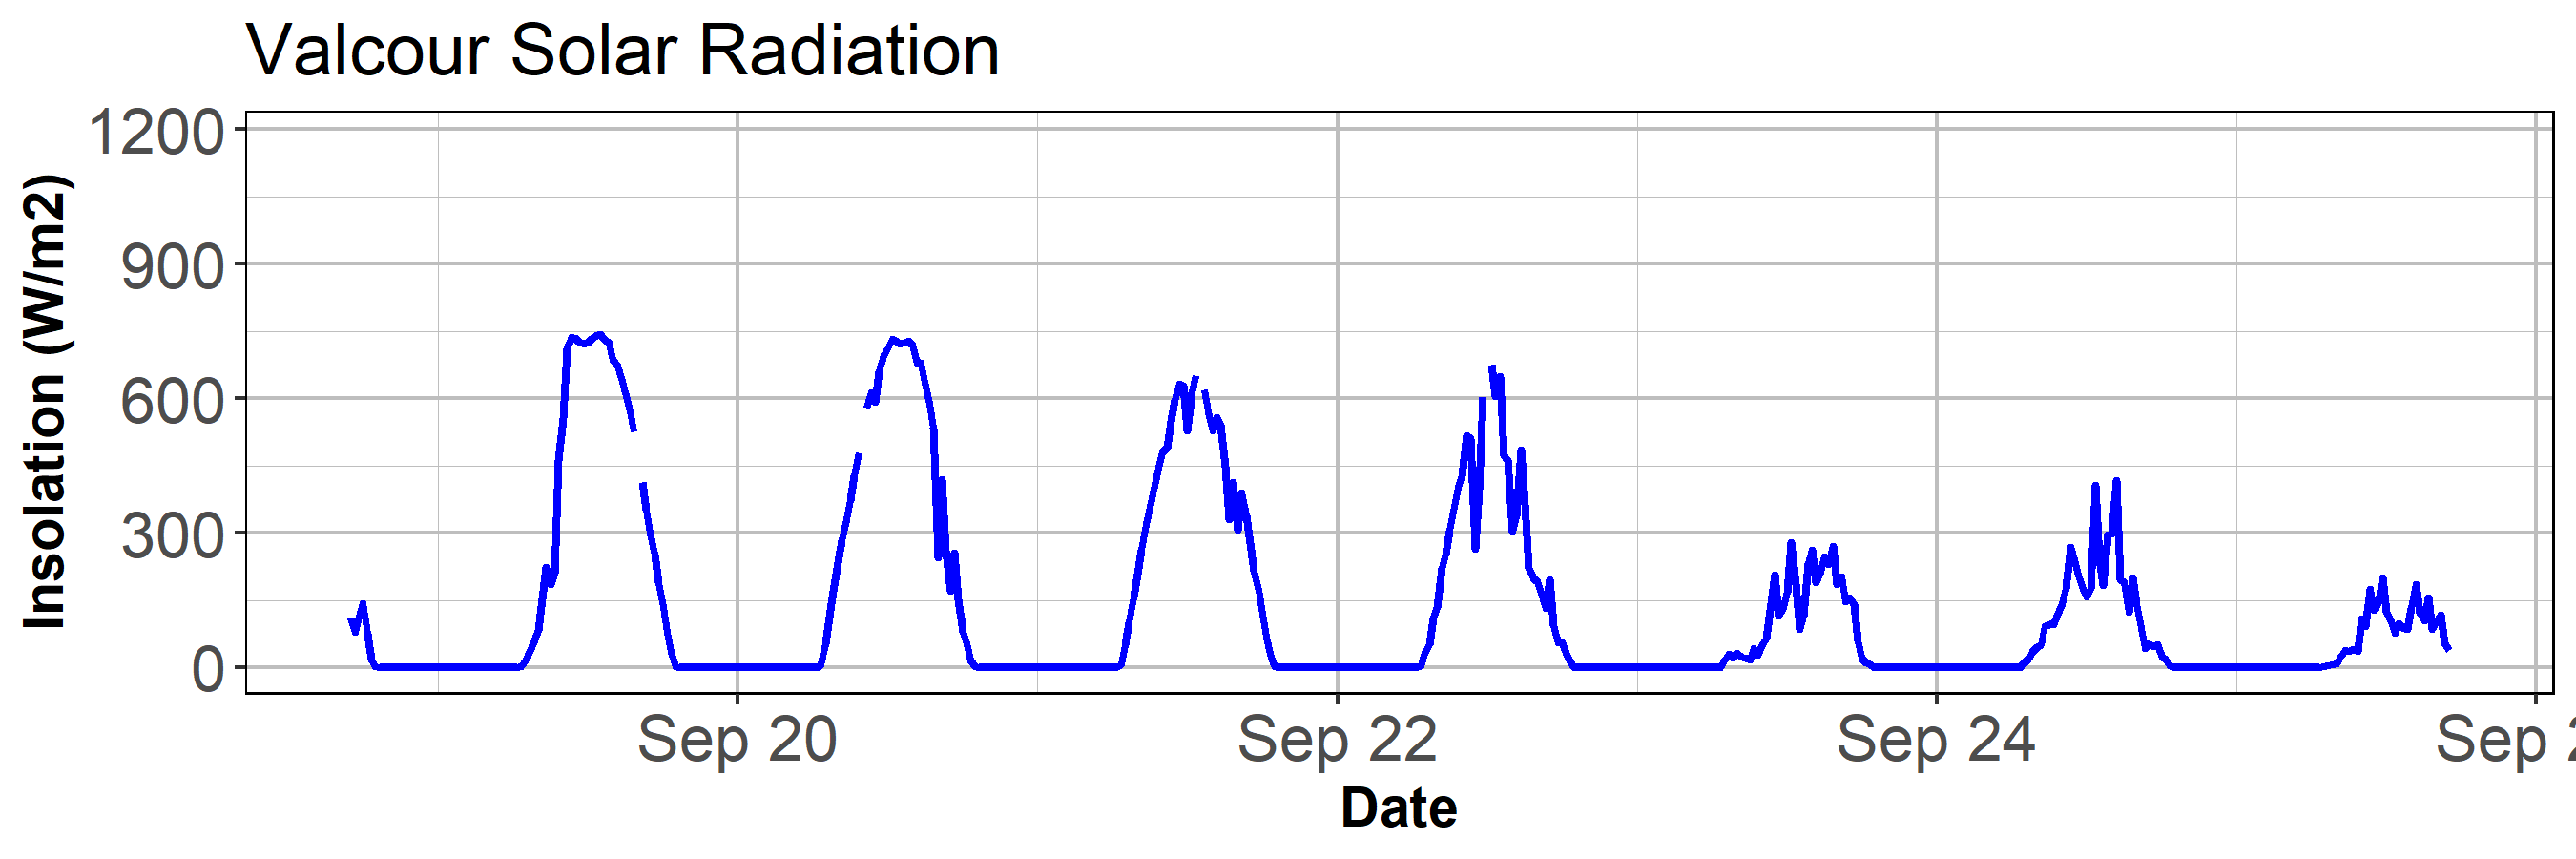 Valcour Solar Radiation
1200
900
600
300
0
Insolation (W/m2)
Sep 20
Sep 22
Sep 24
Sep
Date